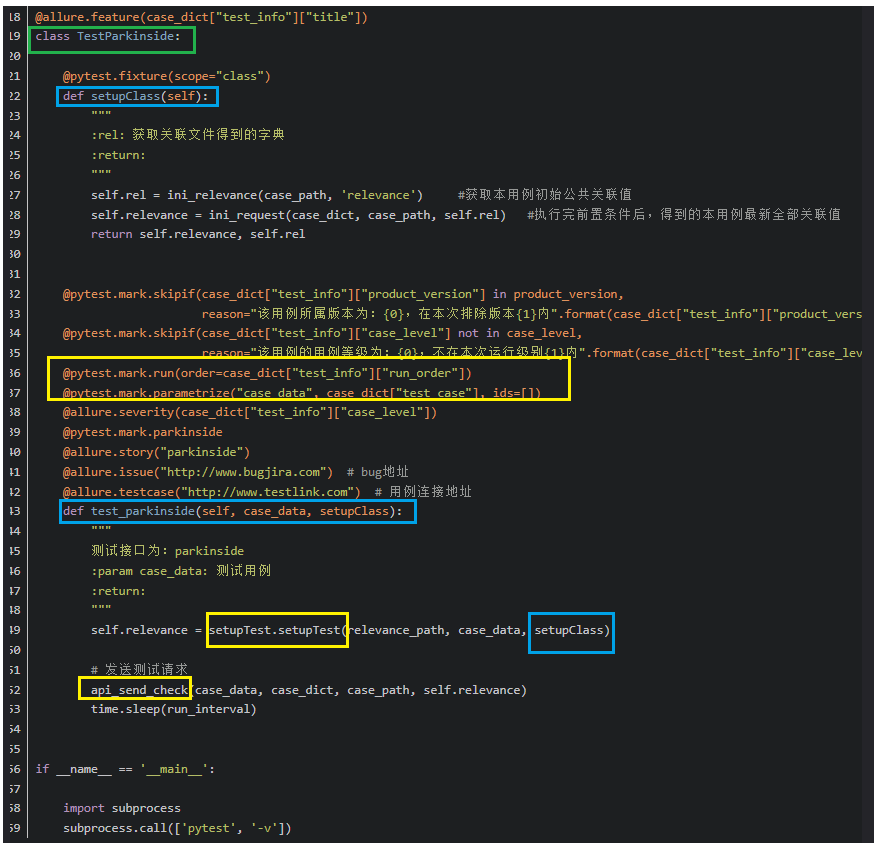 18 @allure.feature(case_dict["test_info"]["title"])
19 class TestParkinside:
20
21 @pytest.fixture(scope="class")
22 def setupClass(self):
23 """
24 :rel: 获取关联文件得到的字典
25 :return:
26 """
27 self.rel = ini_relevance(case_path, 'relevance') #获取本用例初始公共关联值
28 self.relevance = ini_request(case_dict, case_path, self.rel) #执行完前置条件后，得到的本用例最新全部关联值
29 return self.relevance, self.rel
30
31
32 @pytest.mark.skipif(case_dict["test_info"]["product_version"] in product_version,
33 reason="该用例所属版本为：{0}，在本次排除版本{1}内".format(case_dict["test_info"]["product_vers
34 @pytest.mark.skipif(case_dict["test_info"]["case_level"] not in case_level,
35 reason="该用例的用例等级为：{0}，不在本次运行级别{1}内".format(case_dict["test_info"]["case_lev
36 @pytest.mark.run(order=case_dict["test_info"]["run_order"])
37 @pytest.mark.parametrize("case_data", case_dict["test_case"], ids=[])
38 @allure.severity(case_dict["test_info"]["case_level"])
39 @pytest.mark.parkinside
40 @allure.story("parkinside")
41 @allure.issue("http://www.bugjira.com") # bug地址
42 @allure.testcase("http://www.testlink.com") # 用例连接地址
43 def test_parkinside(self, case_data, setupClass):
44 """
45 测试接口为：parkinside
46 :param case_data: 测试用例
47 :return:
48 """
49 self.relevance = setupTest.setupTest(relevance_path, case_data, setupClass)
50
51 # 发送测试请求
52 api_send_check(case_data, case_dict, case_path, self.relevance)
53 time.sleep(run_interval)
54
55
56 if __name__ == '__main__':
57
58 import subprocess
59 subprocess.call(['pytest', '-v'])